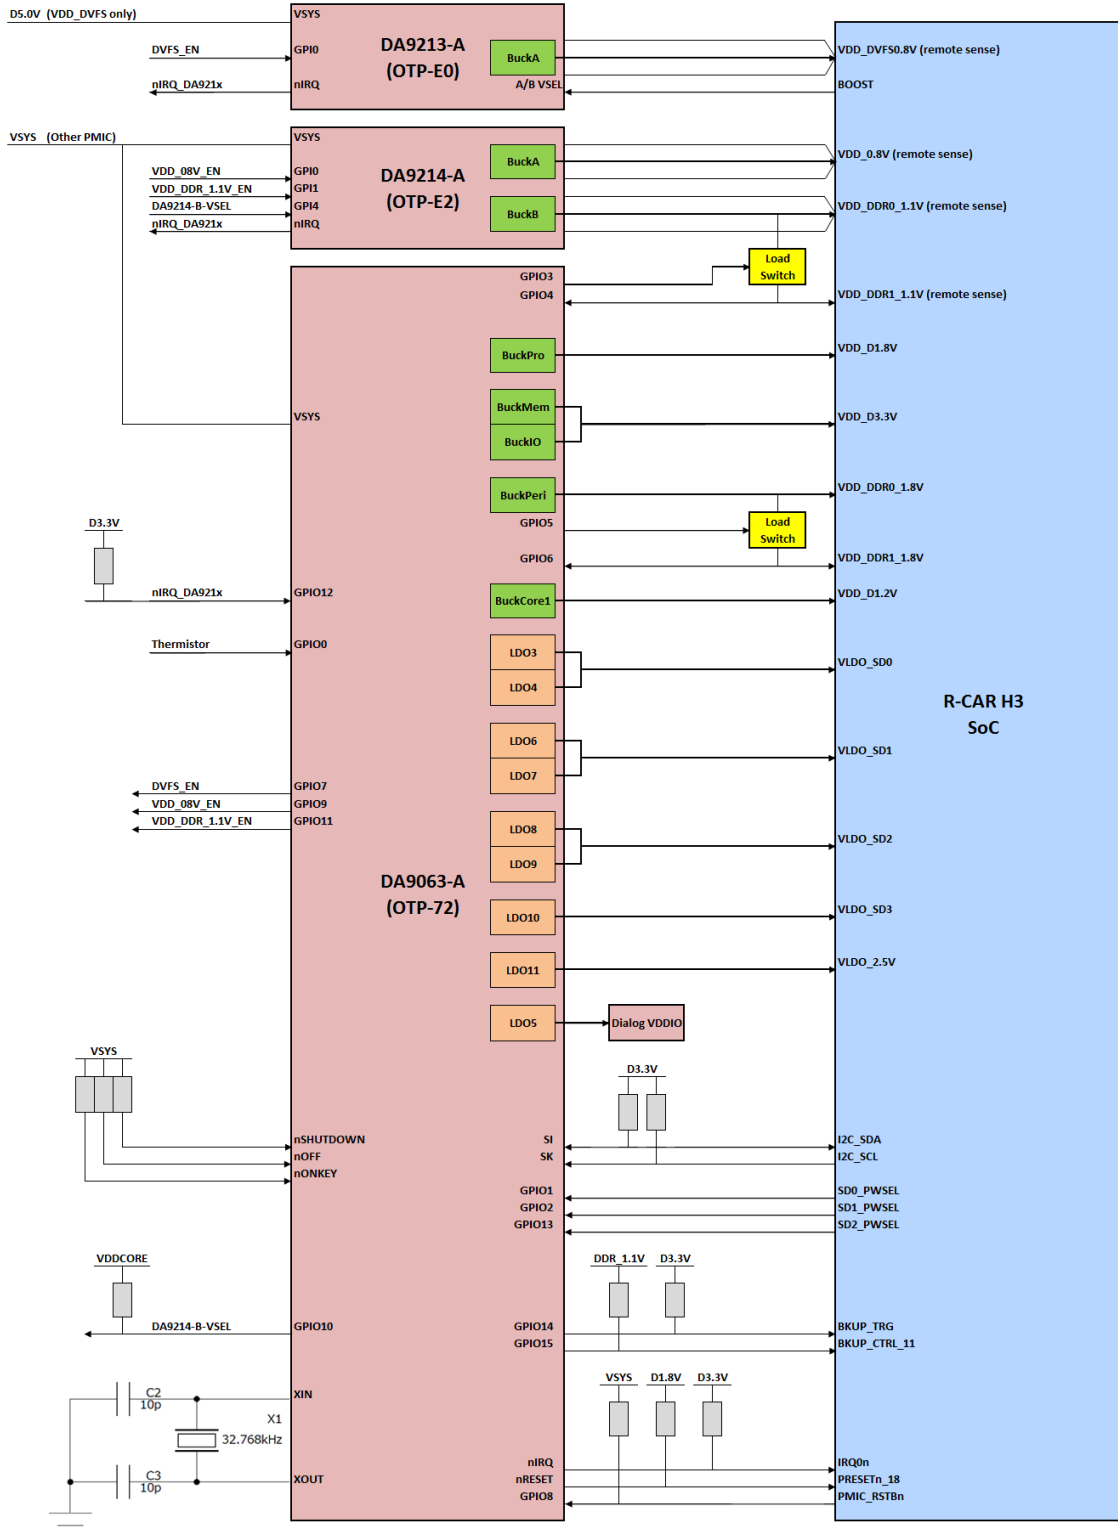 D5.0V (VDD_DVFS only)
VSYS
DVFS_EN
GPI0
nIRQ_DA921x
nIRQ
DA9213-A
(OTP-E0)
BuckA
A/B VSEL
VDD_DVFS0.8V (remote sense)
BOOST
VSYS (Other PMIC)
VSYS
VDD_08V_EN
GPI0
VDD_DDR_1.1V_EN
GPI1
DA9214-B-VSEL
GPI4
nIRQ_DA921x
nIRQ
DA9214-A
(OTP-E2)
BuckA
BuckB
VDD_0.8V (remote sense)
VDD_DDR0_1.1V (remote sense)
Load
Switch
GPIO3
GPIO4
VDD_DDR1_1.1V (remote sense)
BuckPro
VDD_D1.8V
BuckMem
BuckIO
VDD_D3.3V
VSYS
BuckPeri
VDD_DDR0_1.8V
GPIO5
Load
Switch
GPIO6
VDD_DDR1_1.8V
D3.3V
nIRQ_DA921x
GPIO12
BuckCore1
VDD_D1.2V
Thermistor
GPIO0
LDO3
LDO4
VLDO_SD0
R-CAR H3
SoC
LDO6
LDO7
VLDO_SD1
DVFS_EN
GPIO7
VDD_08V_EN
GPIO9
VDD_DDR_1.1V_EN
GPIO11
LDO8
LDO9
VLDO_SD2
DA9063-A
(OTP-72)
LDO10
VLDO_SD3
LDO11
VLDO_2.5V
LDO5
Dialog VDDIO
VSYS
nSHUTDOWN
nOFF
nONKEY
D3.3V
SI
SK
I2C_SDA
I2C_SCL
GPIO1
GPIO2
GPIO13
SD0_PWSEL
SD1_PWSEL
SD2_PWSEL
VDDCORE
DA9214-B-VSEL
GPIO10
DDR_1.1V
D3.3V
GPIO14
GPIO15
BKUP_TRG
BKUP_CTRL_11
C2
10p
XIN
X1
32.768kHz
C3
10p
XOUT
VSYS
D1.8V
D3.3V
nIRQ
nRESET
GPIO8
IRQ0n
PRESETn_18
PMIC_RSTBn